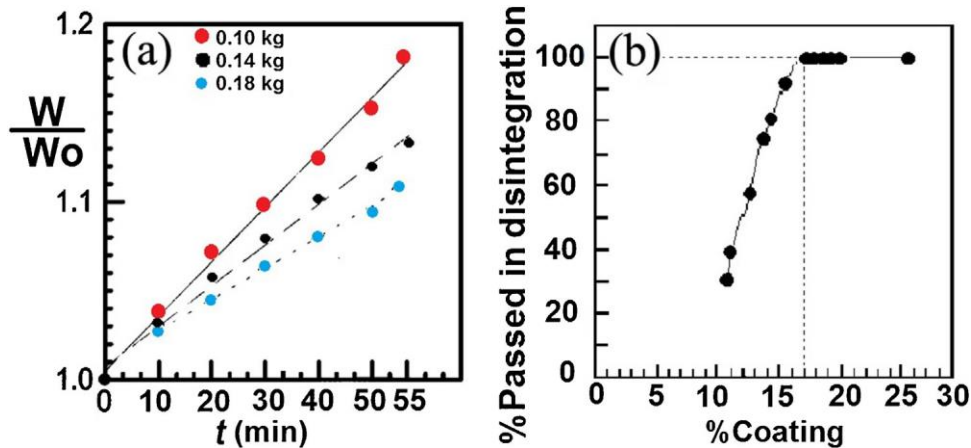 (a)
0.10 kg
0.14 kg
0.18 kg
W
Wo
1.2
1.1
1.0
0 10 20 30 40 50 55
t (min)
(b)
%Passed in disintegration
100
80
60
40
20
0
0 5 10 15 20 25 30
%Coating